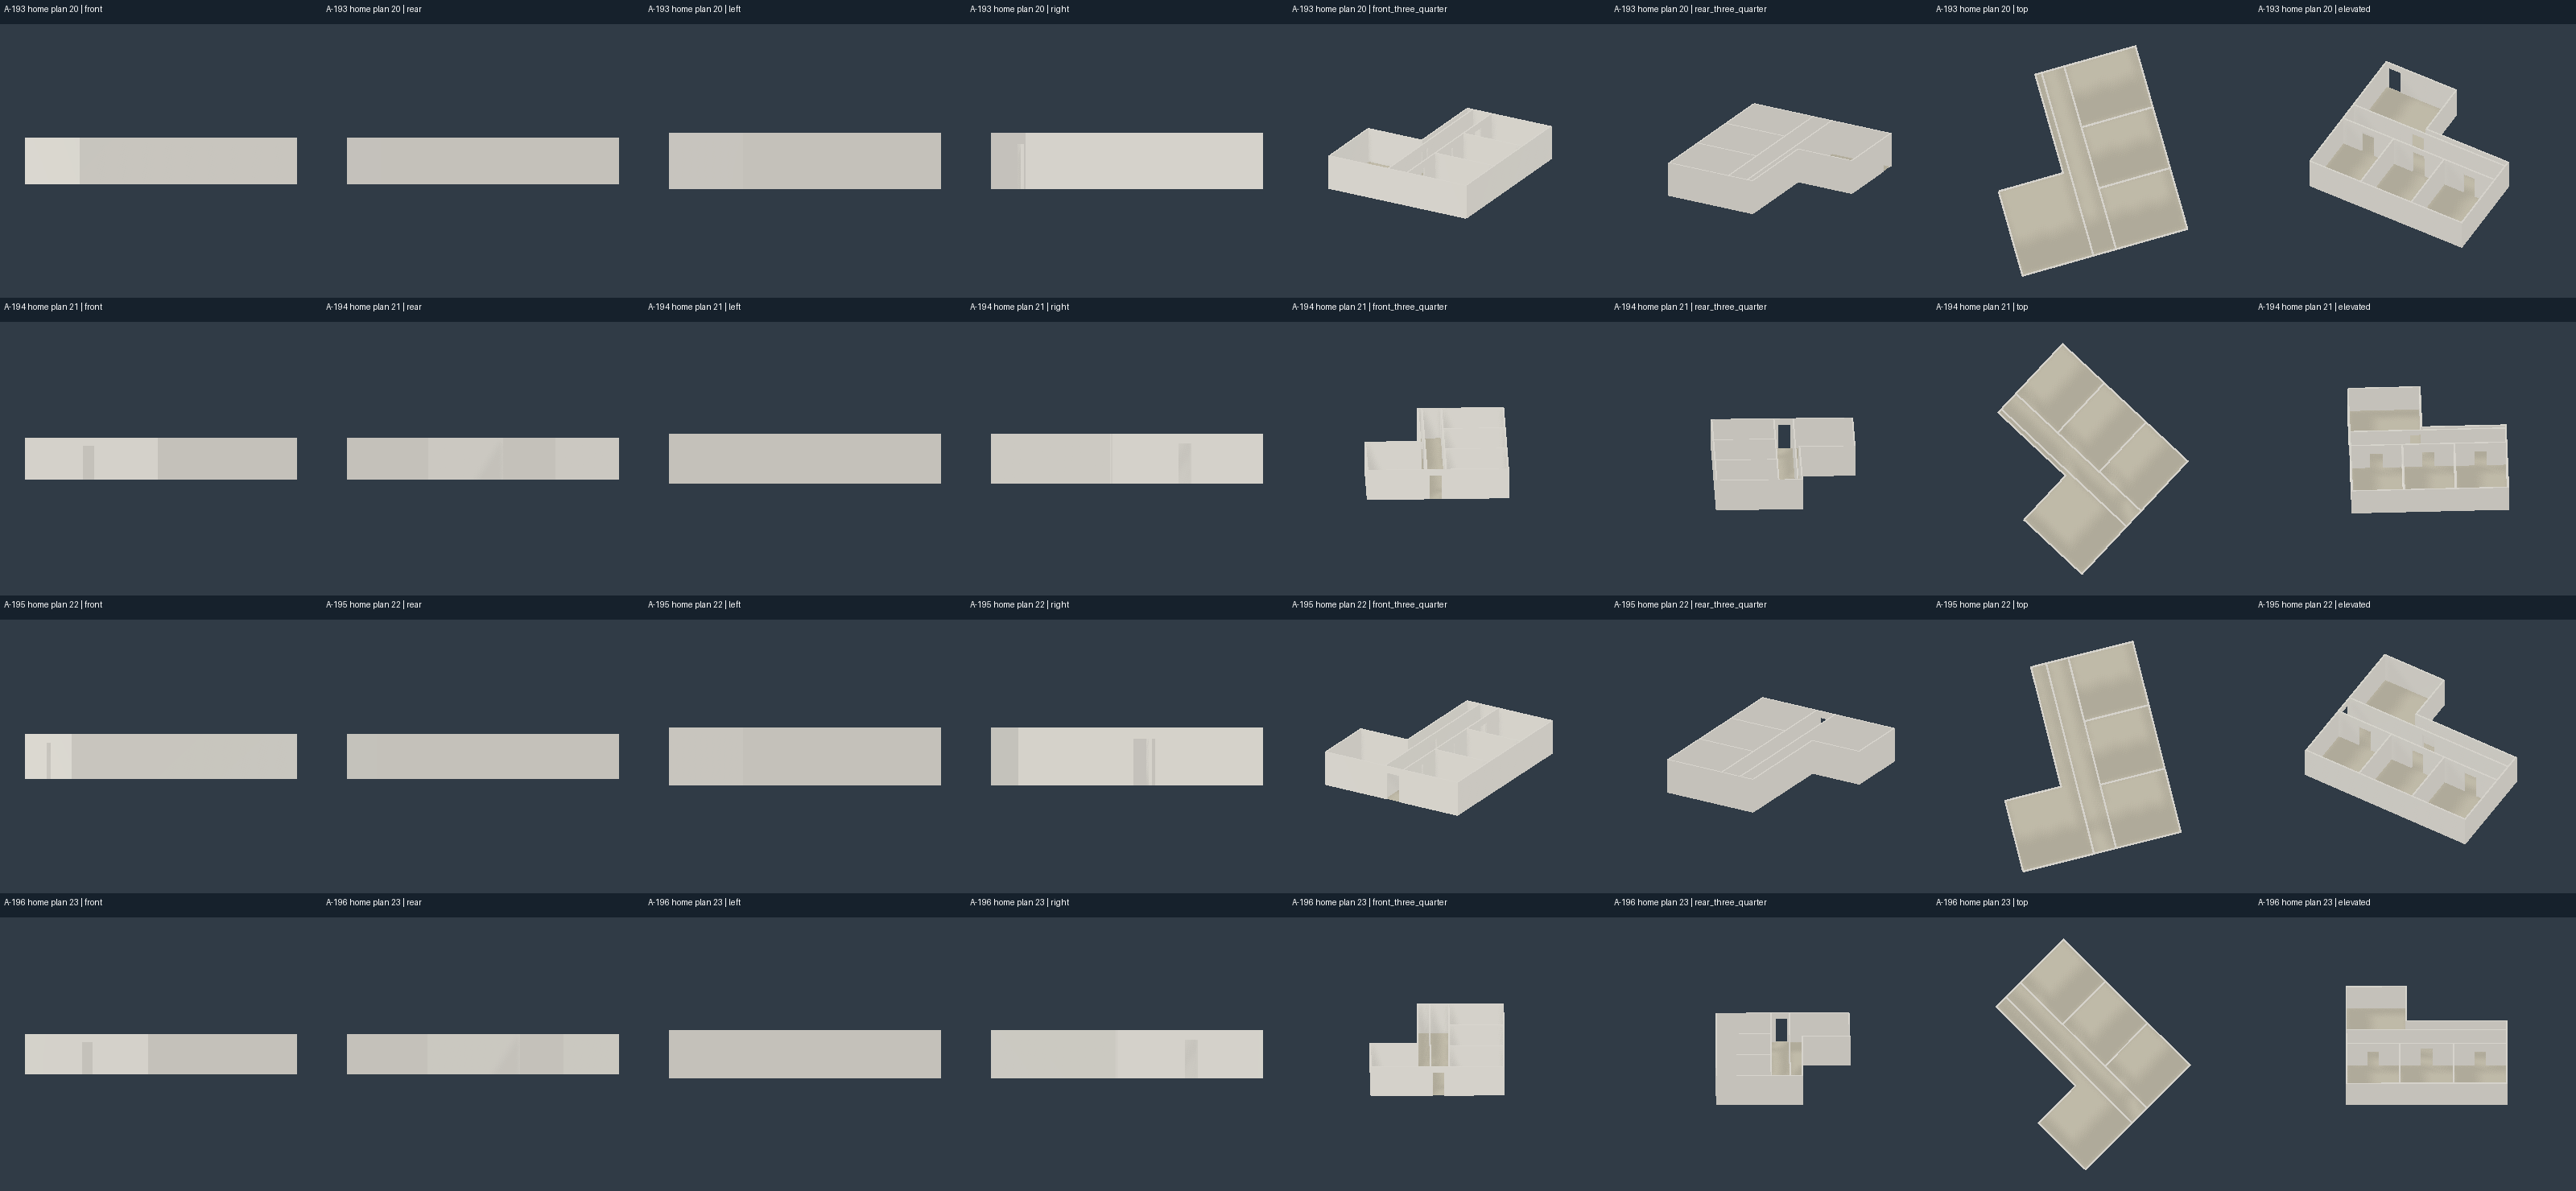 A-193 home plan 20 | front
A-193 home plan 20 | rear
A-193 home plan 20 | left
A-193 home plan 20 | right
A-193 home plan 20 | front_three_quarter
A-193 home plan 20 | rear_three_quarter
A-193 home plan 20 | top
A-193 home plan 20 | elevated
A-194 home plan 21 | front
A-194 home plan 21 | rear
A-194 home plan 21 | left
A-194 home plan 21 | right
A-194 home plan 21 | front_three_quarter
A-194 home plan 21 | rear_three_quarter
A-194 home plan 21 | top
A-194 home plan 21 | elevated
A-195 home plan 22 | front
A-195 home plan 22 | rear
A-195 home plan 22 | left
A-195 home plan 22 | right
A-195 home plan 22 | front_three_quarter
A-195 home plan 22 | rear_three_quarter
A-195 home plan 22 | top
A-195 home plan 22 | elevated
A-196 home plan 23 | front
A-196 home plan 23 | rear
A-196 home plan 23 | left
A-196 home plan 23 | right
A-196 home plan 23 | front_three_quarter
A-196 home plan 23 | rear_three_quarter
A-196 home plan 23 | top
A-196 home plan 23 | elevated